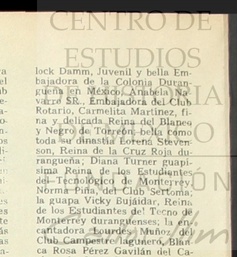 CENTRO DE
ESTUDIOS
lock Damm, Juvenil y bella Em-
bajadora de la Colonia Duran-
gueña en México, Anabela Na-
varro SR., Embajadora del Club
Rotario, Carmelita Martínez, fi-
na y delicada Reina del Blanco
y Negro de Torreón, bella como
toda su dinastía Lorena Steven-
son, Reina de la Cruz Roja du-
rangueña; Diana Turner guapí-
sima Reina de los Estudiantes
del Tecnológico de Monterrey,
Norma Piña, del Club Sertoma,
la guapa Vicky Bujáidar, Reina
de los Estudiantes del Tecno de
Monterrey duranguenses; la en-
cantadora Lourdes Muñoz del
Club Campestre lagunero, Blan-
ca Rosa Pérez Gavilán del Ca-